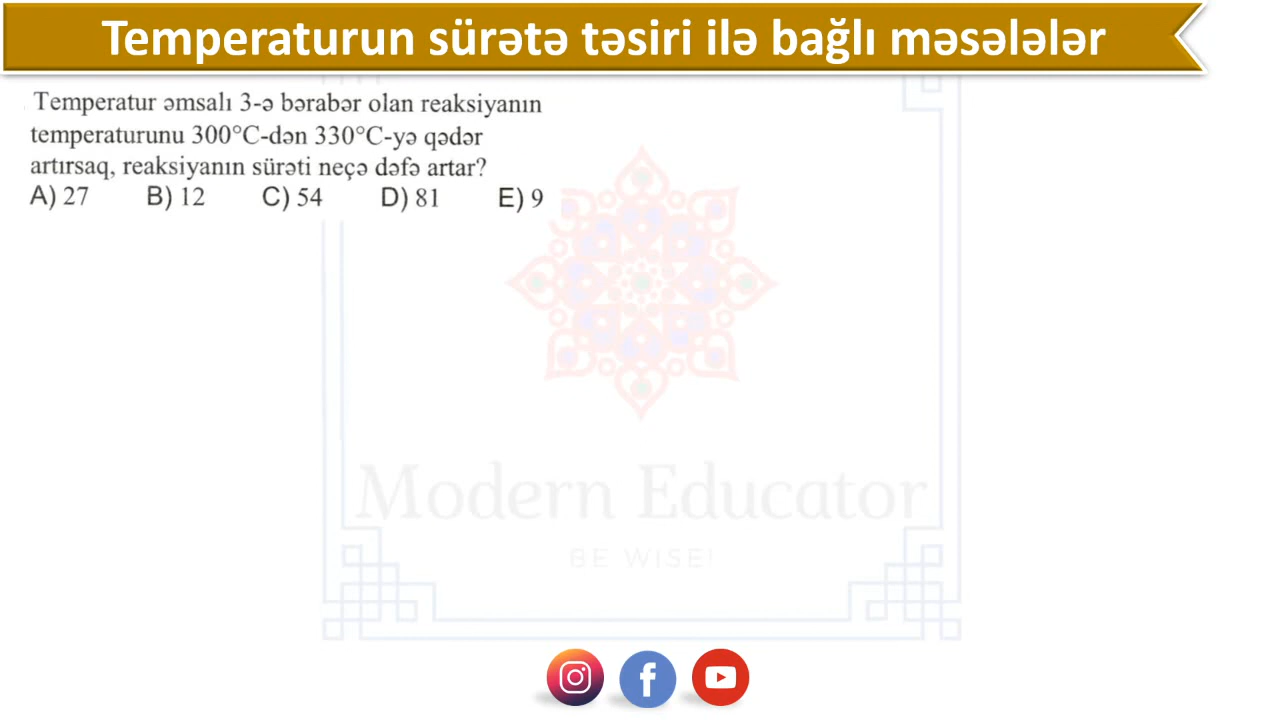 Temperaturun sürətə təsiri ilə bağlı məsələlər
Temperatur əmsalı 3-ə bərabər olan reaksiyanın
temperaturunu 300°C-dən 330°C-yə qədər
artırsaq, reaksiyanın sürəti neçə dəfə artar?
A) 27 B) 12 C) 54 D) 81 E) 9
Modern Educator
BE WISE!